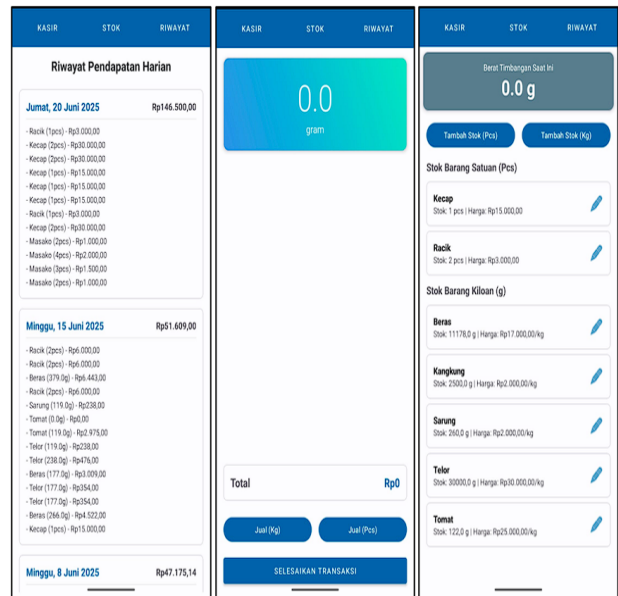 KASIR STOK RIWAYAT
Riwayat Pendapatan Harian
Jumat, 20 Juni 2025 Rp146.500,00
- Racik (1pcs) - Rp3.000,00
- Kecap (2pcs) - Rp30.000,00
- Kecap (2pcs) - Rp30.000,00
- Kecap (1pcs) - Rp15.000,00
- Kecap (1pcs) - Rp15.000,00
- Kecap (1pcs) - Rp15.000,00
- Racik (1pcs) - Rp3.000,00
- Kecap (2pcs) - Rp30.000,00
- Masako (2pcs) - Rp1.000,00
- Masako (4pcs) - Rp2.000,00
- Masako (3pcs) - Rp1.500,00
- Masako (2pcs) - Rp1.000,00
Minggu, 15 Juni 2025 Rp51.609,00
- Racik (2pcs) - Rp6.000,00
- Racik (2pcs) - Rp6.000,00
- Beras (379.0g) - Rp6.443,00
- Racik (2pcs) - Rp6.000,00
- Sarung (119.0g) - Rp238,00
- Tomat (0.0g) - Rp0,00
- Tomat (119.0g) - Rp2.975,00
- Telor (119.0g) - Rp238,00
- Telor (238.0g) - Rp476,00
- Beras (177.0g) - Rp3.009,00
- Telor (177.0g) - Rp354,00
- Telor (177.0g) - Rp354,00
- Beras (266.0g) - Rp4.522,00
- Kecap (1pcs) - Rp15.000,00
Minggu, 8 Juni 2025 Rp47.175,14
KASIR STOK RIWAYAT
0.0
gram
Total Rp0
Jual (Kg) Jual (Pcs)
SELESAIKAN TRANSAKSI
KASIR STOK RIWAYAT
Berat Timbangan Saat Ini
0.0 g
Tambah Stok (Pcs) Tambah Stok (Kg)
Stok Barang Satuan (Pcs)
Kecap
Stok: 1 pcs | Harga: Rp15.000,00
Racik
Stok: 2 pcs | Harga: Rp3.000,00
Stok Barang Kiloan (g)
Beras
Stok: 11178,0 g | Harga: Rp17.000,00/kg
Kangkung
Stok: 2500,0 g | Harga: Rp2.000,00/kg
Sarung
Stok: 260,0 g | Harga: Rp2.000,00/kg
Telor
Stok: 30000,0 g | Harga: Rp30.000,00/kg
Tomat
Stok: 122,0 g | Harga: Rp25.000,00/kg